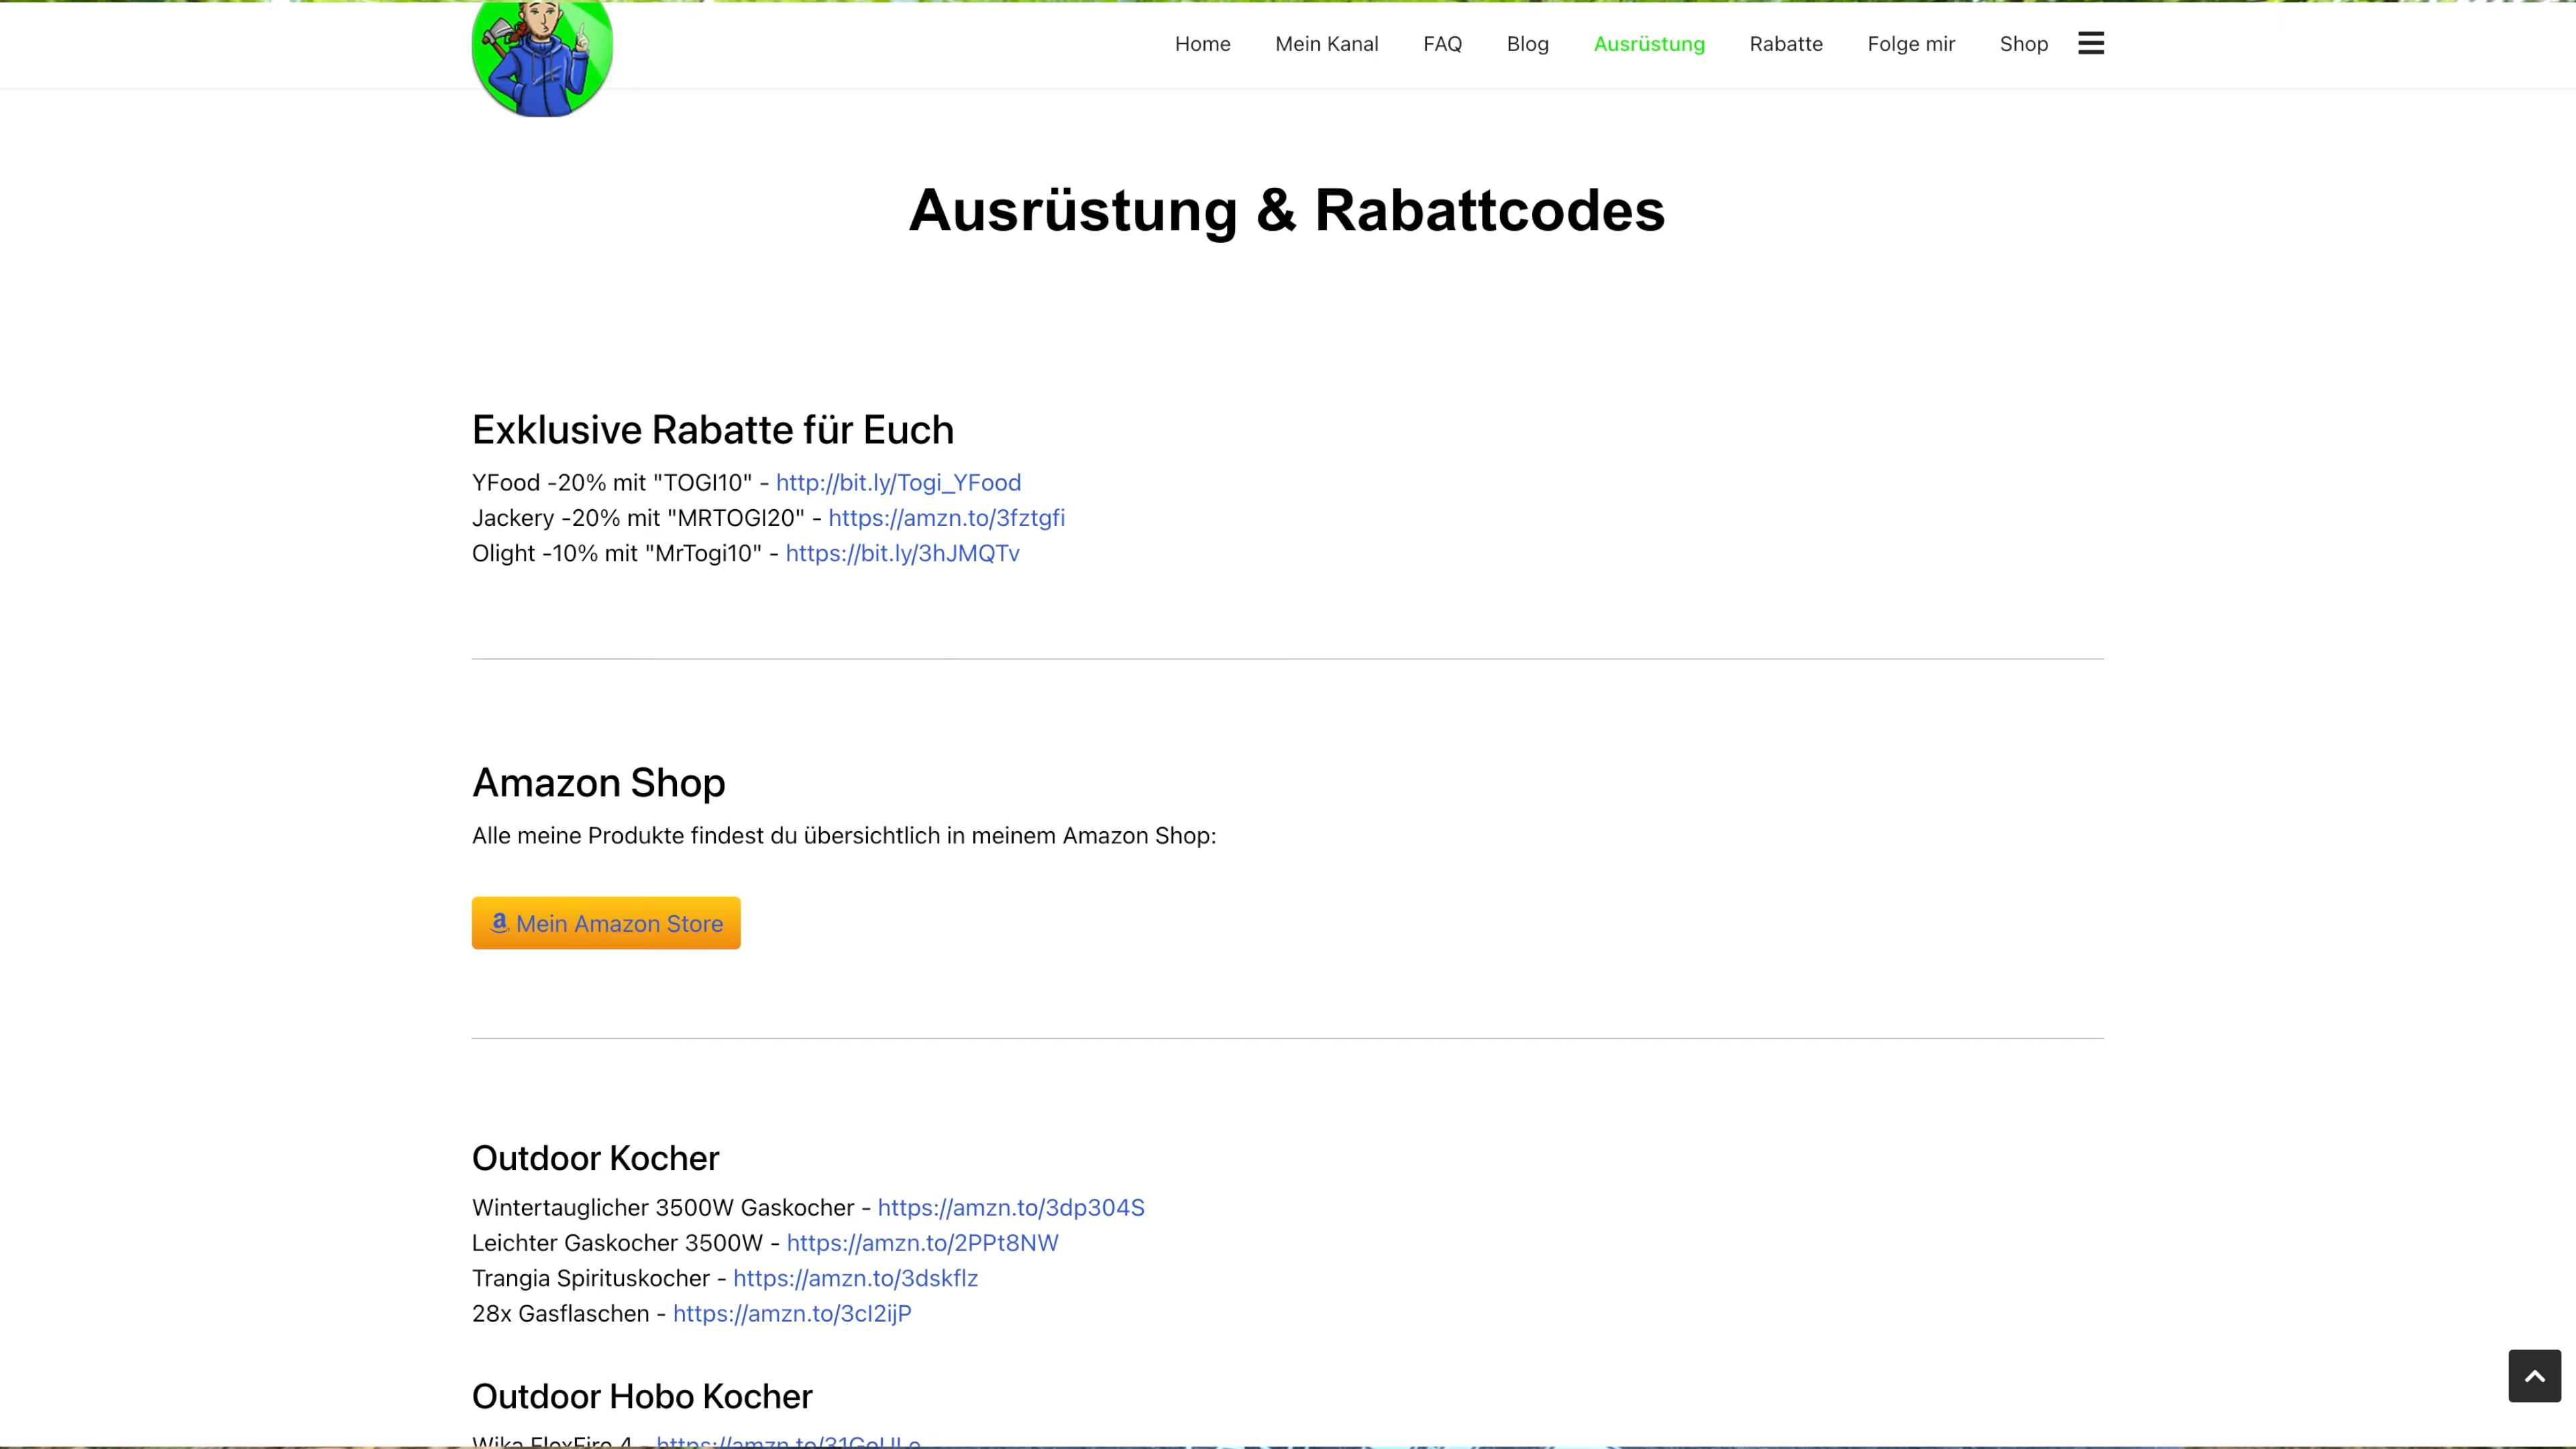 Home Mein Kanal FAQ Blog Ausrüstung Rabatte Folge mir Shop
Ausrüstung & Rabattcodes
Exklusive Rabatte für Euch
YFood -20% mit "TOGI10" - http://bit.ly/Togi_YFood
Jackery -20% mit "MRTOGI20" - https://amzn.to/3fztgfi
Olight -10% mit "MrTogi10" - https://bit.ly/3hJMQTv
Amazon Shop
Alle meine Produkte findest du übersichtlich in meinem Amazon Shop:
Mein Amazon Store
Outdoor Kocher
Wintertauglicher 3500W Gaskocher - https://amzn.to/3dp304S
Leichter Gaskocher 3500W - https://amzn.to/2PPt8NW
Trangia Spirituskocher - https://amzn.to/3dskflz
28x Gasflaschen - https://amzn.to/3cI2ijP
Outdoor Hobo Kocher
Wika FlexFire 4 -